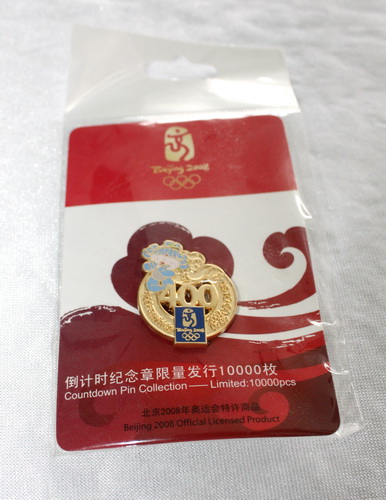 Beijing 2008
400
Beijing 2008
倒计时纪念章限量发行10000枚
Countdown Pin Collection——Limited:10000pcs
北京2008年奥运会特许商品
Beijing 2008 Official Licensed Product